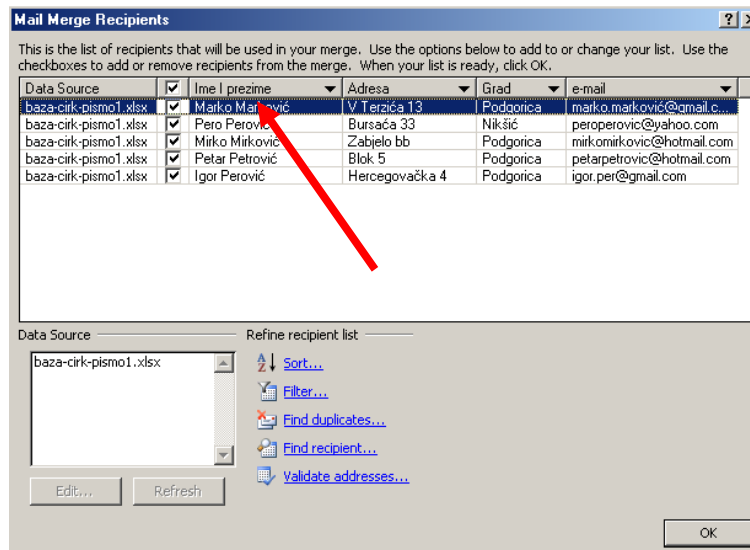 Mail Merge Recipients
This is the list of recipients that will be used in your merge. Use the options below to add to or change your list. Use the
checkboxes to add or remove recipients from the merge. When your list is ready, click OK.
Data Source Ime I prezime Adresa Grad e-mail
baza-cirk-pismo1.xlsx Marko Marković V Terzića 13 Podgorica marko.marković@gmail.c...
baza-cirk-pismo1.xlsx Pero Perović Bursaća 33 Nikšić peroperovic@yahoo.com
baza-cirk-pismo1.xlsx Mirko Mirković Zabjelo bb Podgorica mirkomirkovic@hotmail.com
baza-cirk-pismo1.xlsx Petar Petrović Blok 5 Podgorica petarpetrovic@hotmail.com
baza-cirk-pismo1.xlsx Igor Perović Hercegovačka 4 Podgorica igor.per@gmail.com
Data Source Refine recipient list
baza-cirk-pismo1.xlsx
Sort...
Filter...
Find duplicates...
Find recipient...
Validate addresses...
Edit... Refresh
OK